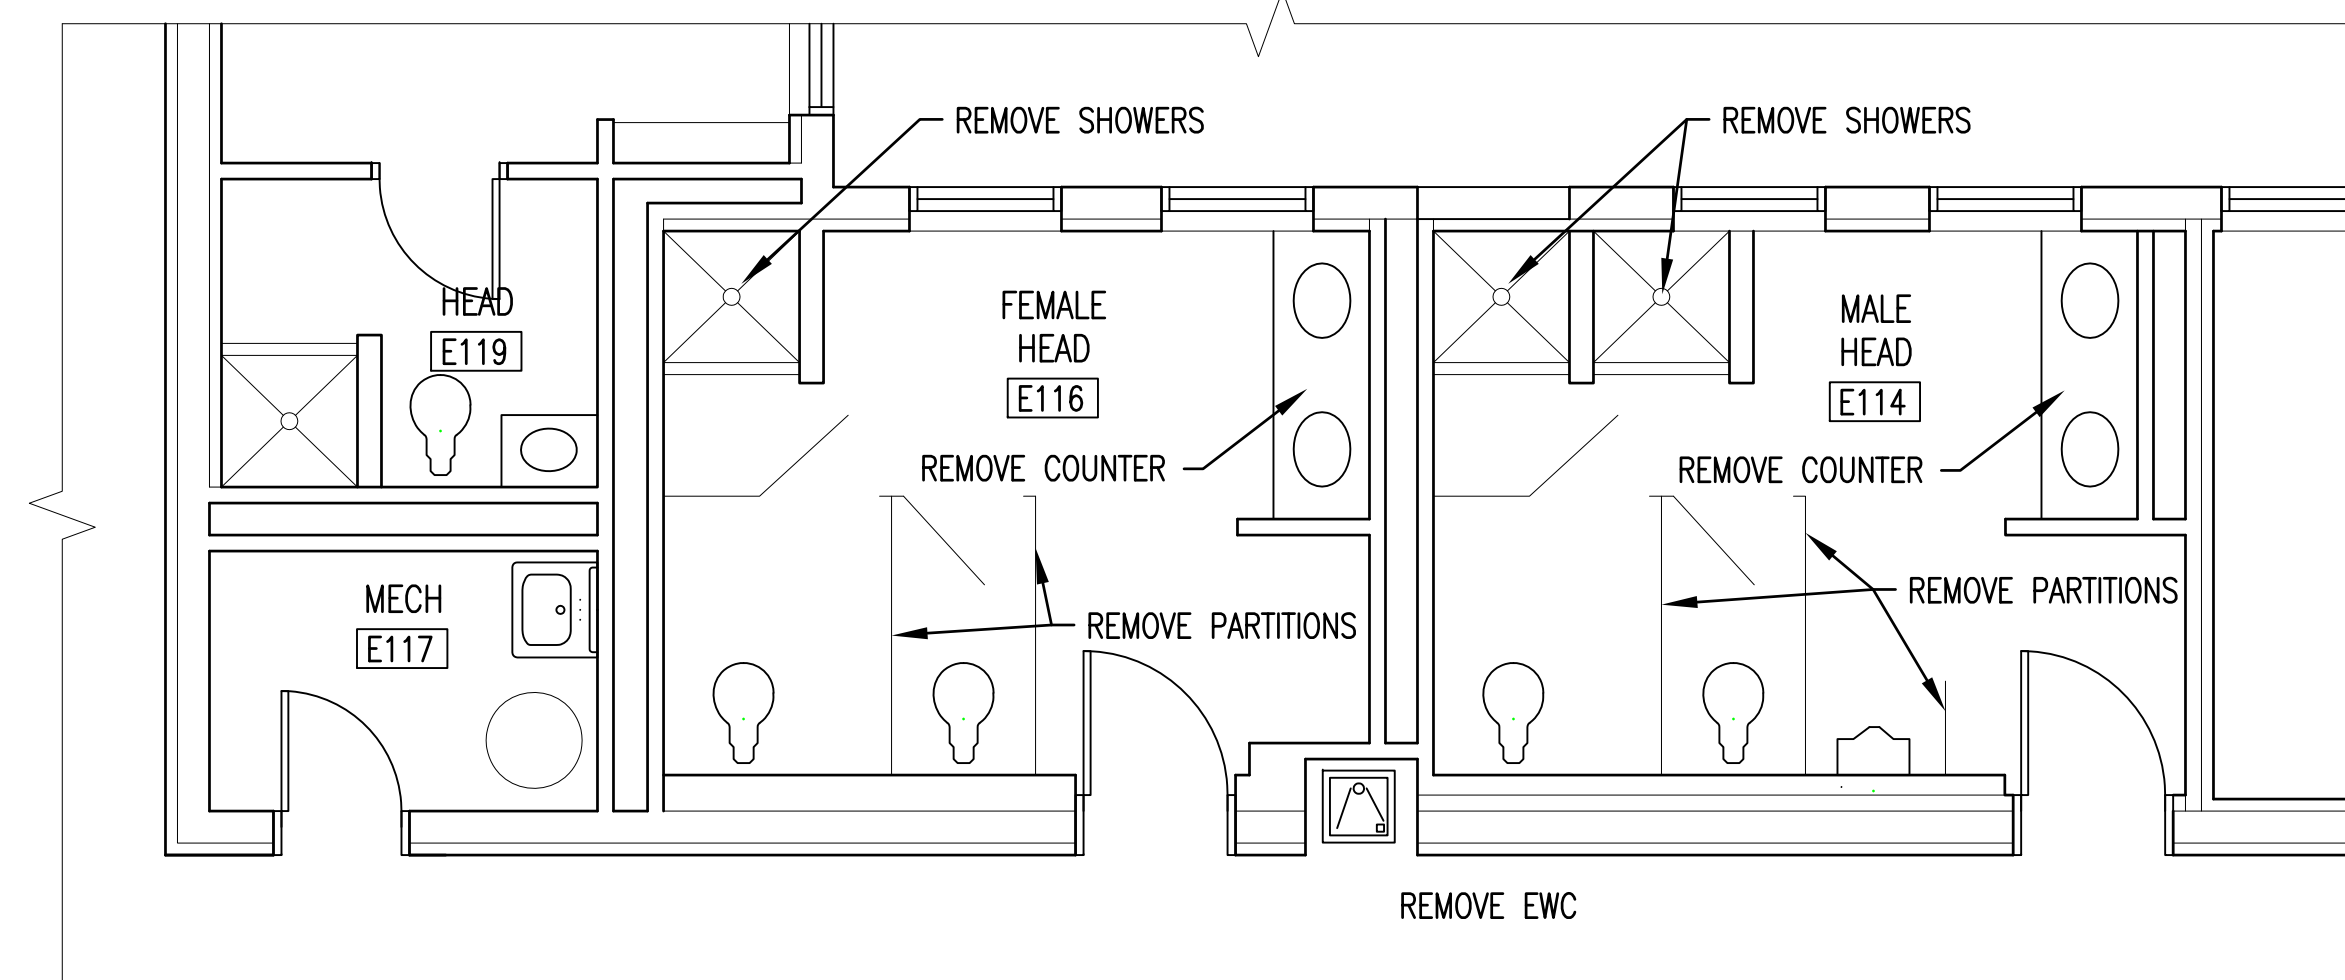 REMOVE SHOWERS
REMOVE SHOWERS
HEAD
E119
FEMALE
HEAD
E116
MALE
HEAD
E114
REMOVE COUNTER
REMOVE COUNTER
MECH
E117
REMOVE PARTITIONS
REMOVE PARTITIONS
REMOVE EWC